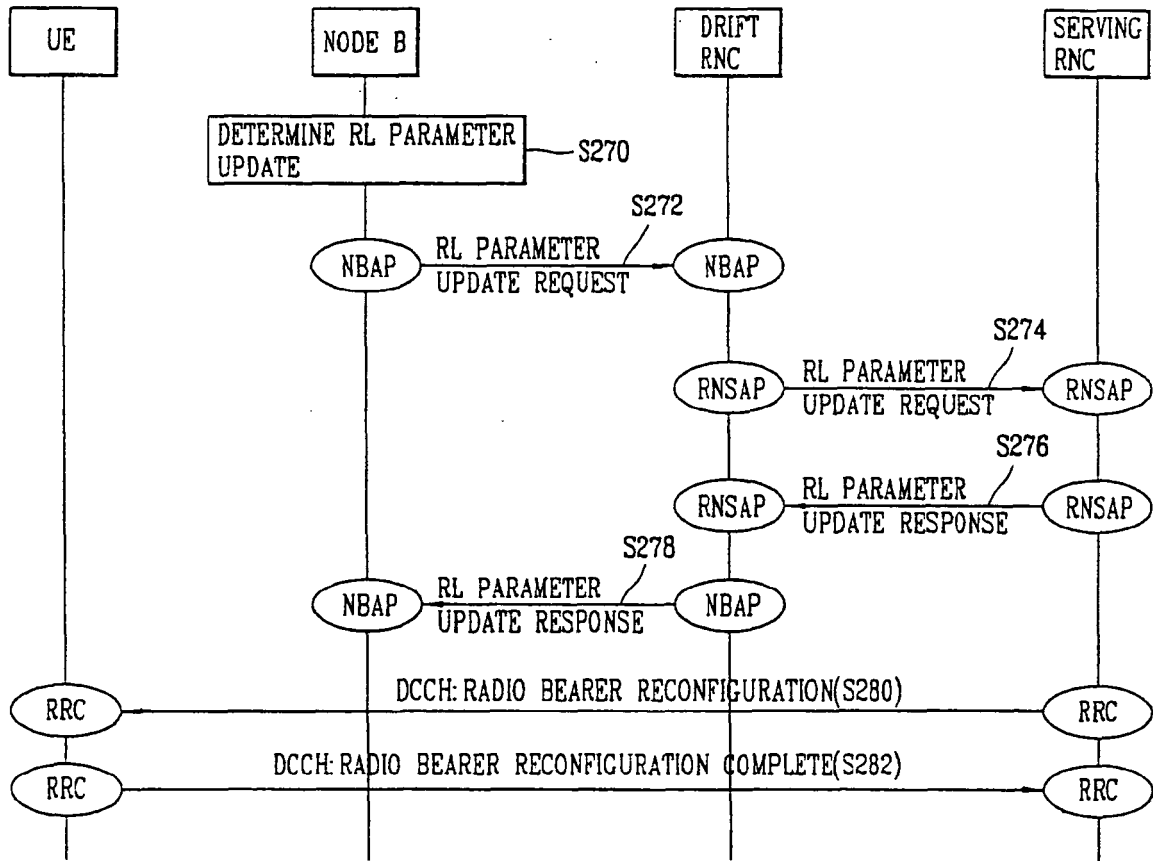 UE
NODE B
DRIFT
RNC
SERVING
RNC
DETERMINE RL PARAMETER
UPDATE
S270
S272
NBAP
RL PARAMETER
UPDATE REQUEST
NBAP
S274
RNSAP
RL PARAMETER
UPDATE REQUEST
RNSAP
S276
RNSAP
RL PARAMETER
UPDATE RESPONSE
RNSAP
S278
NBAP
RL PARAMETER
UPDATE RESPONSE
NBAP
DCCH:RADIO BEARER RECONFIGURATION(S280)
RRC
RRC
DCCH:RADIO BEARER RECONFIGURATION COMPLETE(S282)
RRC
RRC